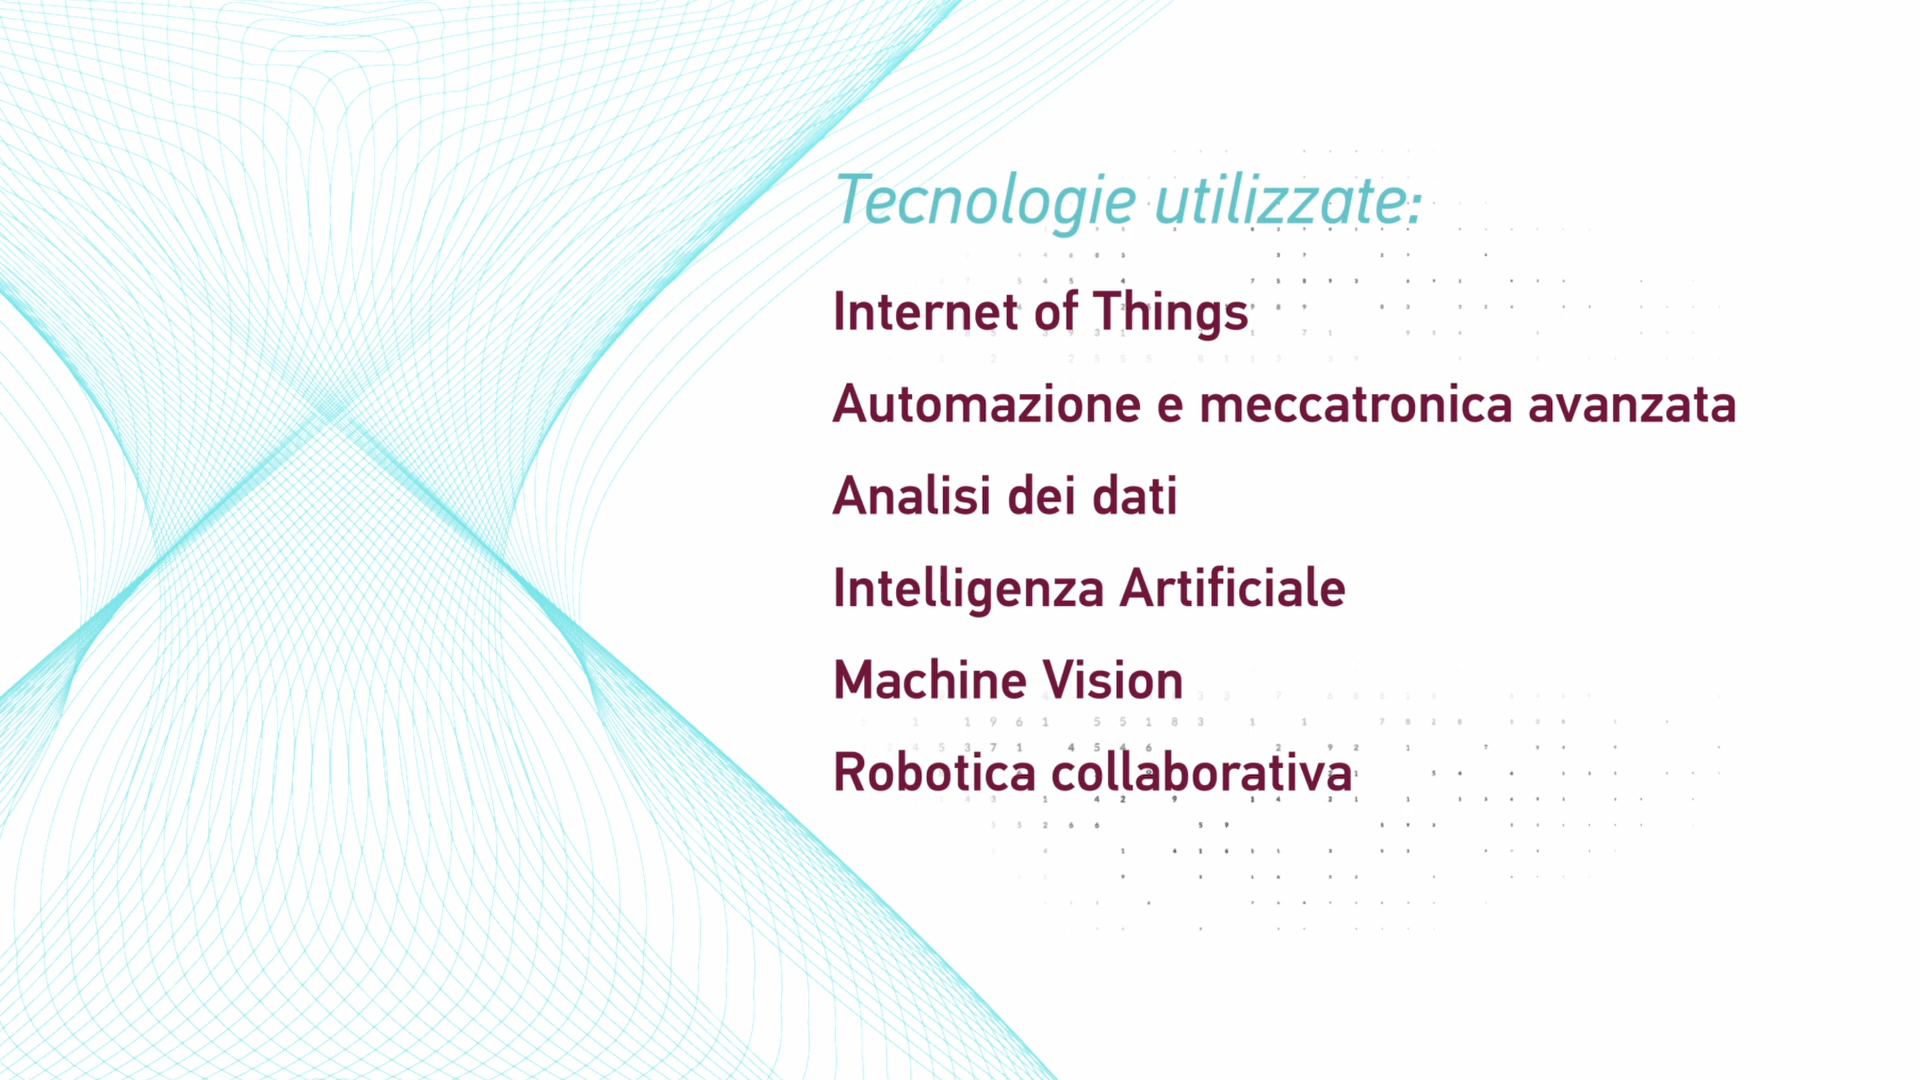 Tecnologie utilizzate:
Internet of Things
Automazione e meccatronica avanzata
Analisi dei dati
Intelligenza Artificiale
Machine Vision
Robotica collaborativa